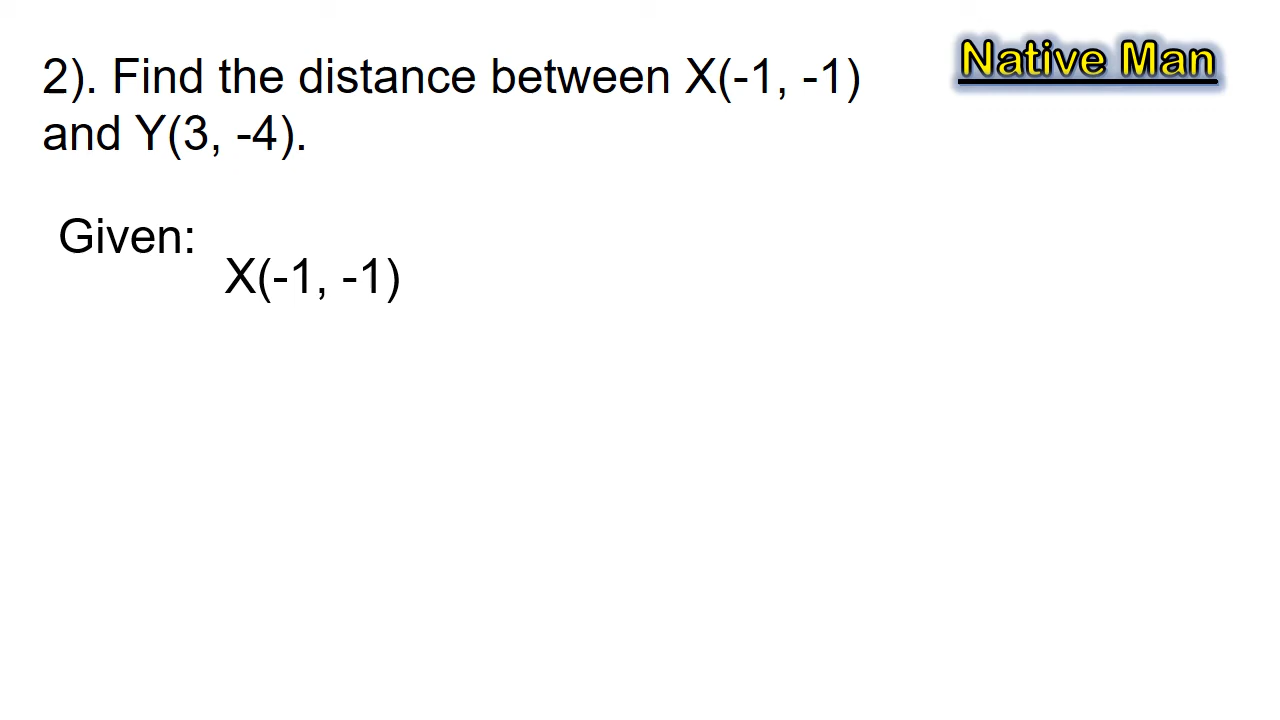 Native Man
2). Find the distance between X(-1, -1)
and Y(3, -4).
Given:
X(-1, -1)